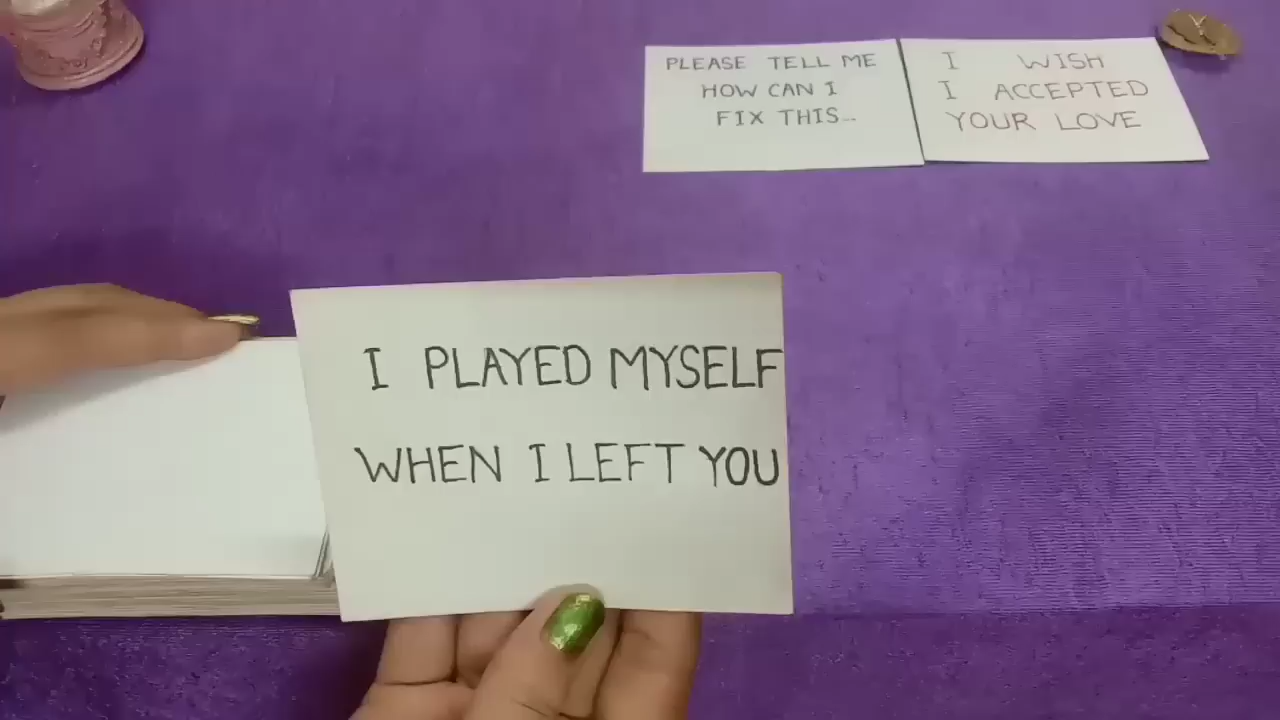 PLEASE TELL ME
HOW CAN I
FIX THIS...
I WISH
I ACCEPTED
YOUR LOVE
I PLAYED MYSELF
WHEN I LEFT YOU